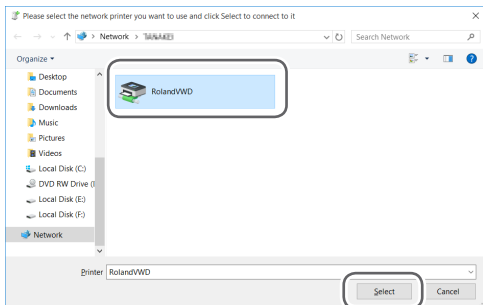 Please select the network printer you want to use and click Select to connect to it
Network
Search Network
Organize
Desktop
Documents
Downloads
Music
Pictures
Videos
Local Disk (C:)
DVD RW Drive (
Local Disk (E:)
Local Disk (F:)
Network
RolandVWD
Printer RolandVWD
Select Cancel